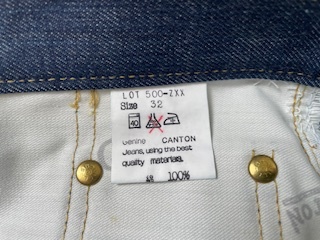 LOT 500-ZXX
Size 32
40
Genine CANTON
Jeans, using the best
quality materials.
綿 100%